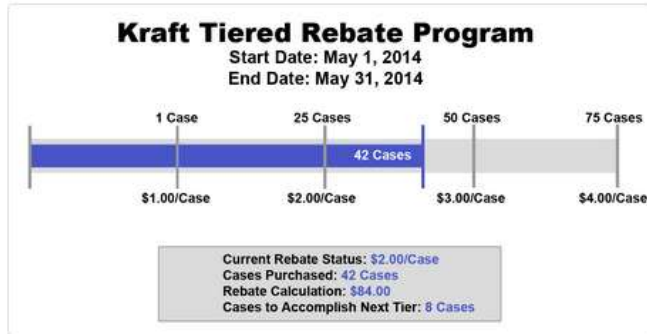 Kraft Tiered Rebate Program
Start Date: May 1, 2014
End Date: May 31, 2014
1 Case 25 Cases 50 Cases 75 Cases
42 Cases
$1.00/Case $2.00/Case $3.00/Case $4.00/Case
Current Rebate Status: $2.00/Case
Cases Purchased: 42 Cases
Rebate Calculation: $84.00
Cases to Accomplish Next Tier: 8 Cases